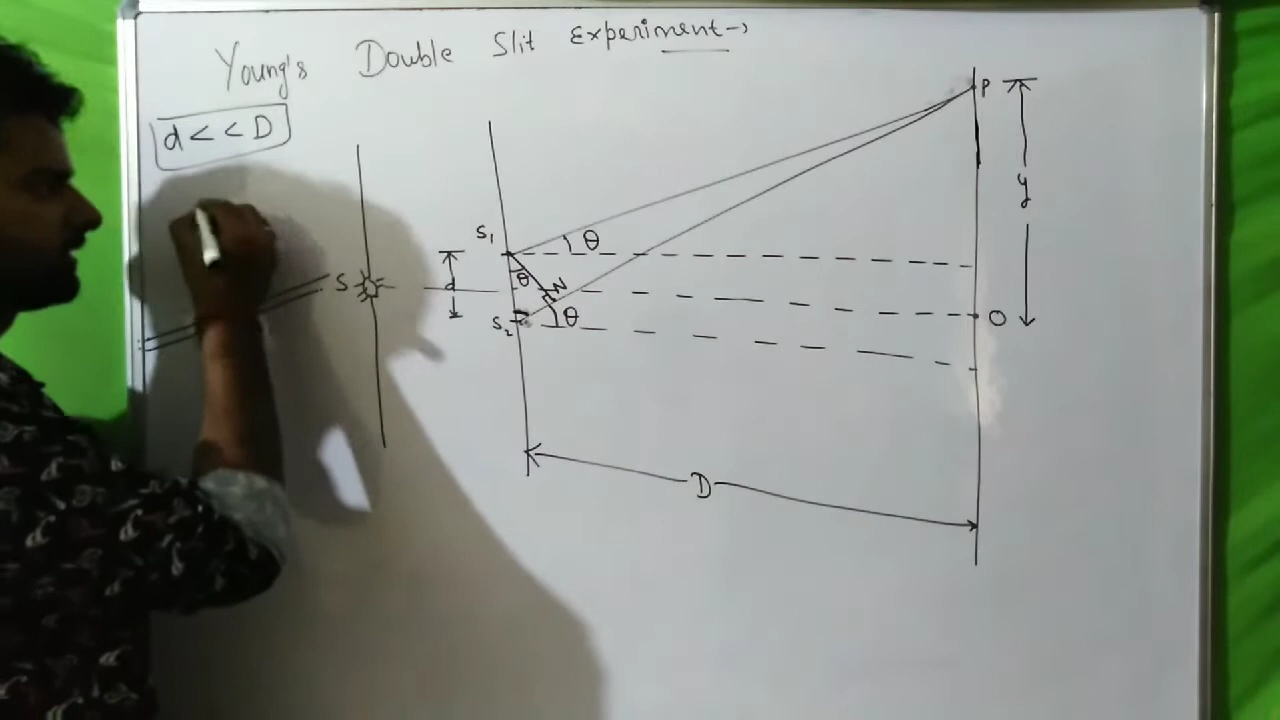 Young's Double Slit Experiment→
d << D
P
y
S₁
θ
θ
d
N
S
S₂
θ
O
D